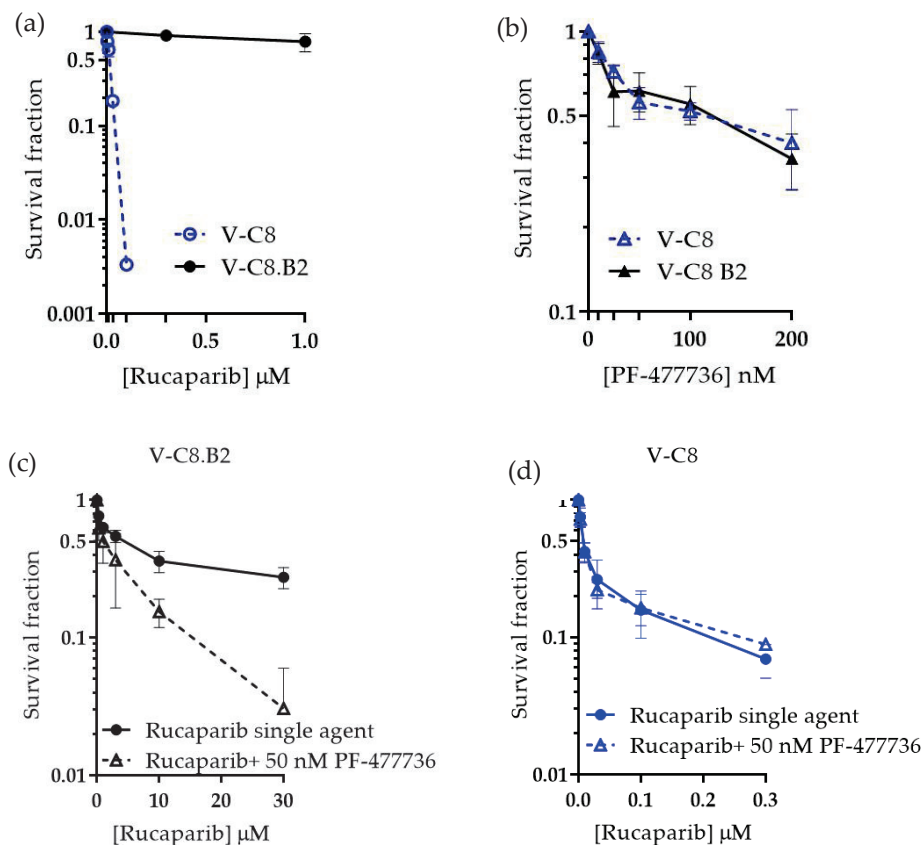 (a)
1
0.5
0.1
0.01
0.001
Survival fraction
V-C8
V-C8.B2
0.0
0.5
1.0
[Rucaparib] μM
(b)
1
0.5
0.1
Survival fraction
V-C8
V-C8 B2
0
100
200
[PF-477736] nM
(c)
V-C8.B2
1
0.5
0.1
0.01
Survival fraction
Rucaparib single agent
Rucaparib+ 50 nM PF-477736
0
10
20
30
[Rucaparib] μM
(d)
V-C8
1
0.5
0.1
0.01
Survival fraction
Rucaparib single agent
Rucaparib+ 50 nM PF-477736
0.0
0.1
0.2
0.3
[Rucaparib] μM